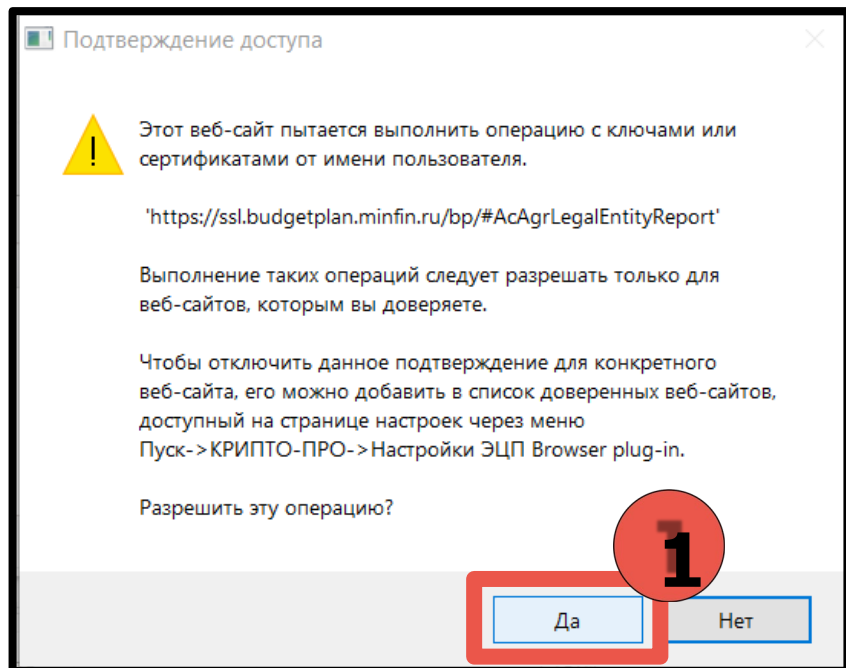 Подтверждение доступа
Этот веб-сайт пытается выполнить операцию с ключами или
сертификатами от имени пользователя.
'https://ssl.budgetplan.minfin.ru/bp/#AcAgrLegalEntityReport'
Выполнение таких операций следует разрешать только для
веб-сайтов, которым вы доверяете.
Чтобы отключить данное подтверждение для конкретного
веб-сайта, его можно добавить в список доверенных веб-сайтов,
доступный на странице настроек через меню
Пуск->КРИПТО-ПРО->Настройки ЭЦП Browser plug-in.
Разрешить эту операцию?
1
Да
Нет